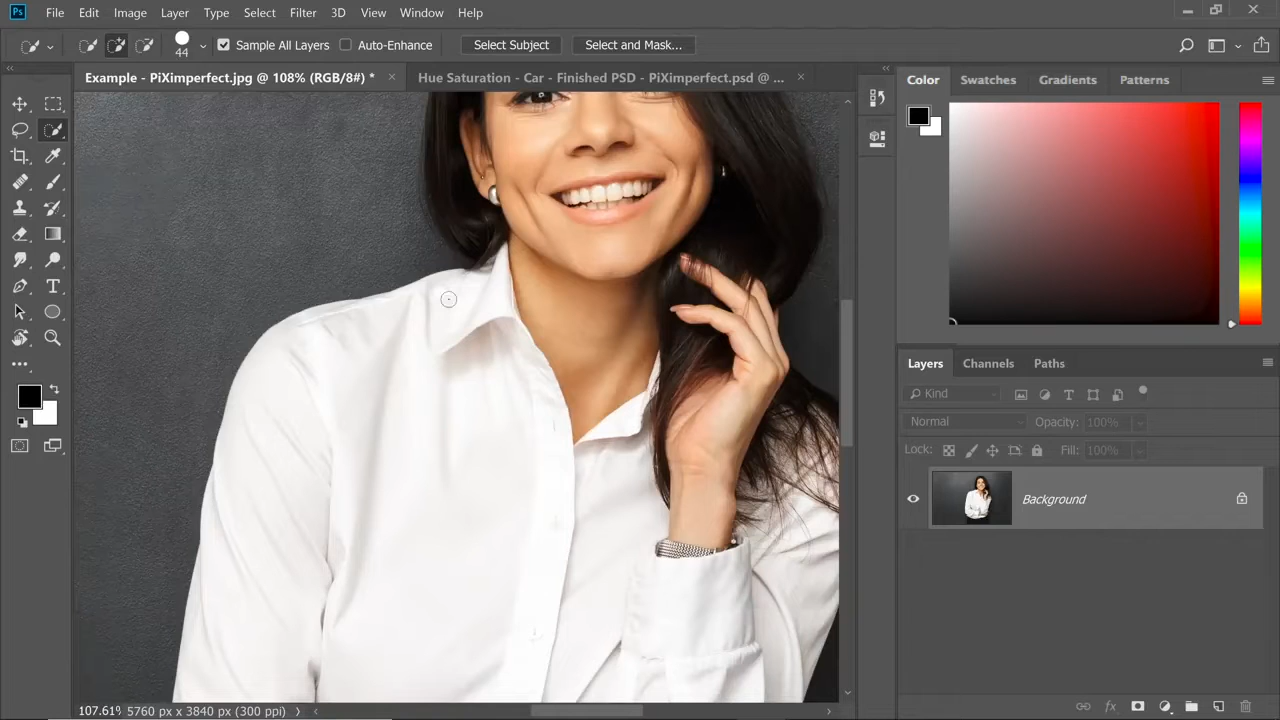 Ps File Edit Image Layer Type Select Filter 3D View Window Help
44 Sample All Layers Auto-Enhance Select Subject Select and Mask...
Example - PiXimperfect.jpg @ 108% (RGB/8#) * Hue Saturation - Car - Finished PSD - PiXimperfect.psd @ ...
Color Swatches Gradients Patterns
Layers Channels Paths
Kind
Normal Opacity: 100%
Lock: Fill: 100%
Background
107.61% 5760 px x 3840 px (300 ppi)